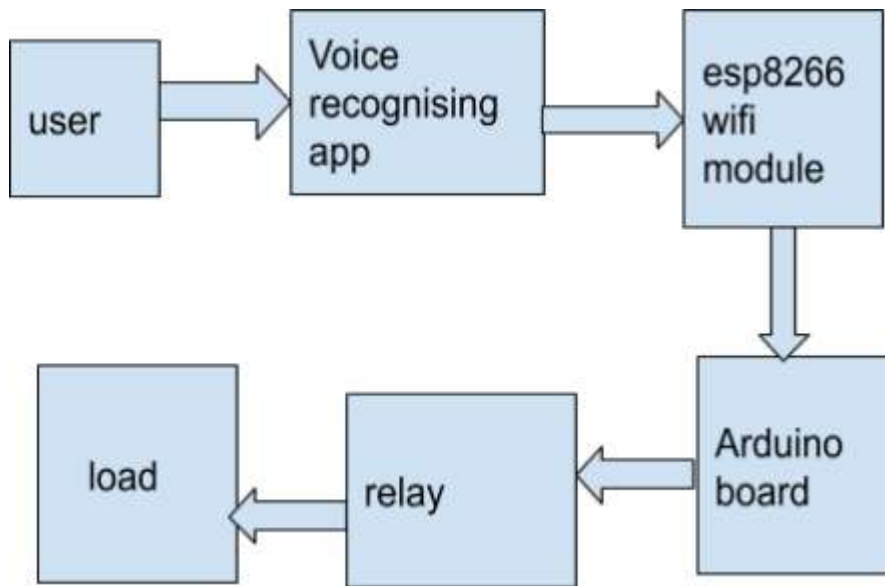 user
Voice
recognising
app
esp8266
wifi
module
load
relay
Arduino
board